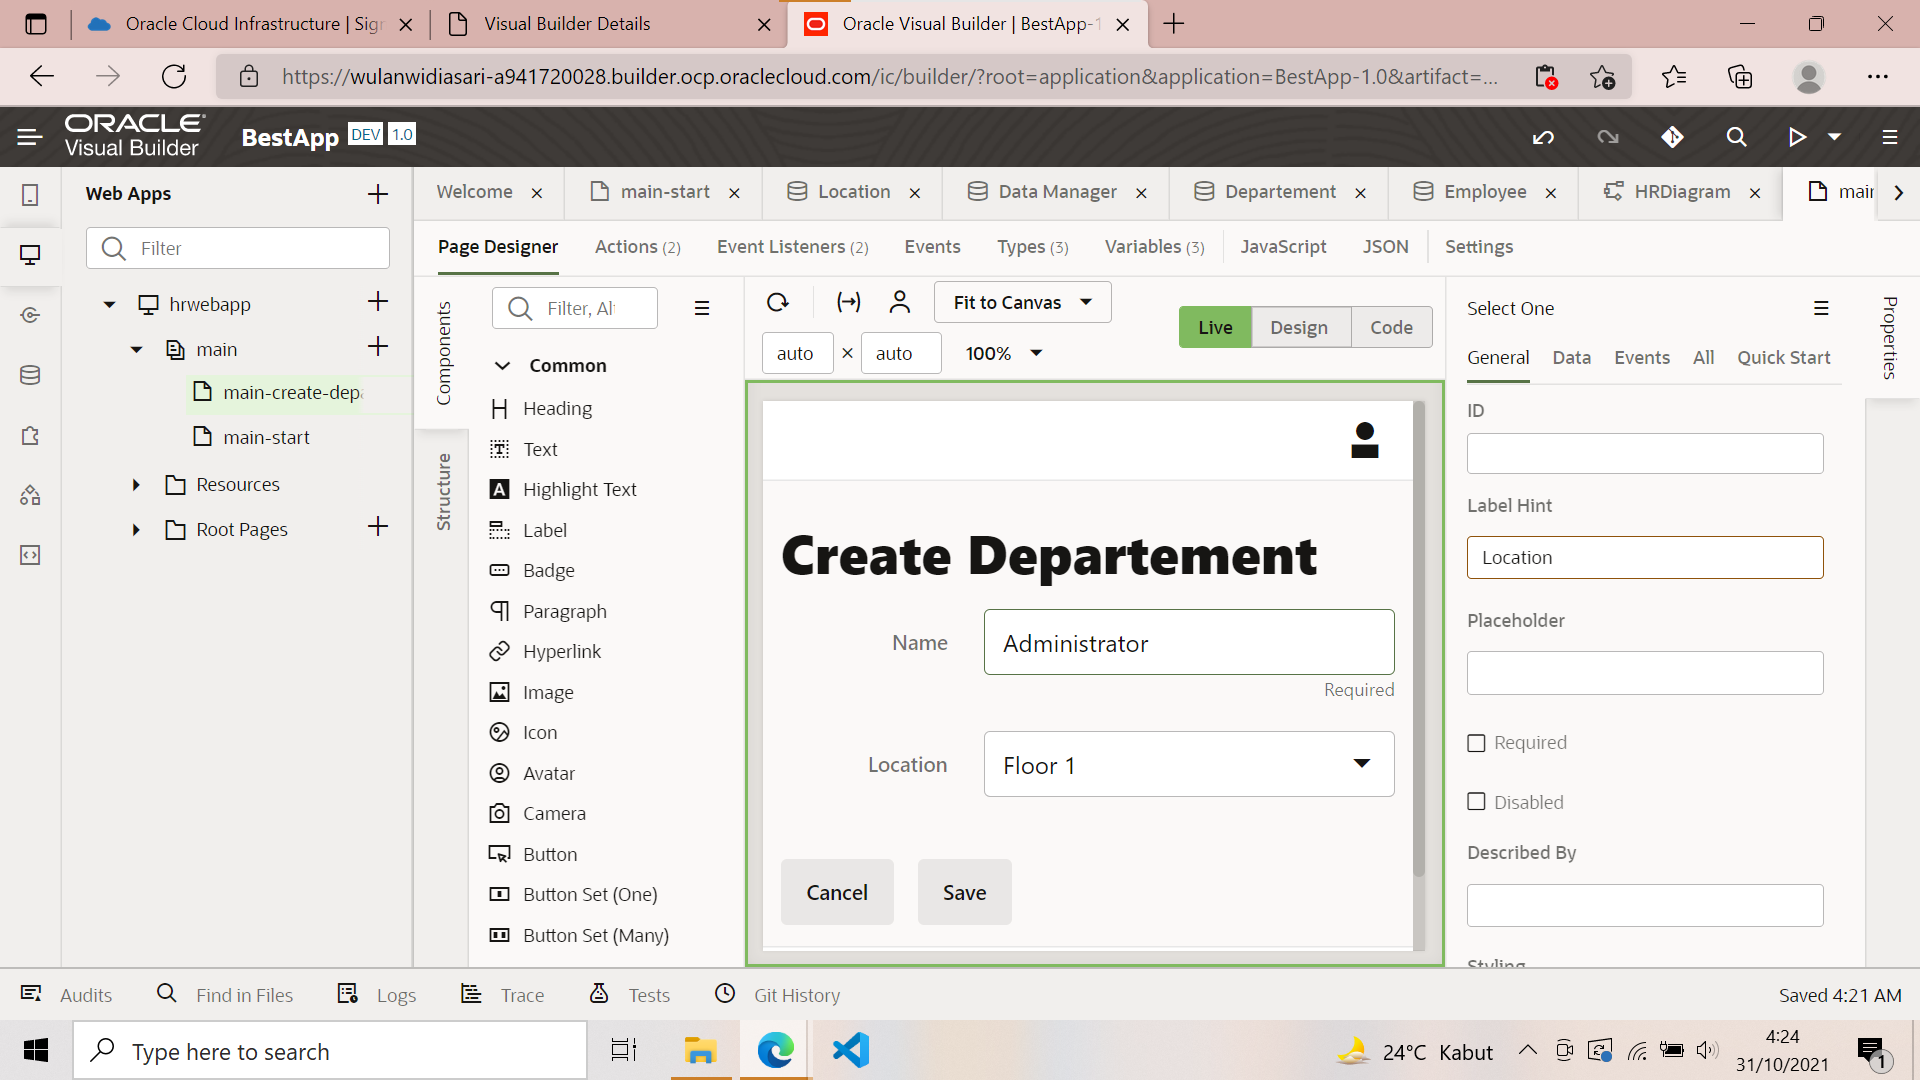 Oracle Cloud Infrastructure | Sign
Visual Builder Details
Oracle Visual Builder | BestApp-1
https://wulanwidiasari-a941720028.builder.ocp.oraclecloud.com/ic/builder/?root=application&application=BestApp-1.0&artifact=...
ORACLE
Visual Builder
BestApp DEV 1.0
Web Apps
Filter
hrwebapp
main
main-create-depa
main-start
Resources
Root Pages
Welcome
main-start
Location
Data Manager
Departement
Employee
HRDiagram
main
Page Designer
Actions (2)
Event Listeners (2)
Events
Types (3)
Variables (3)
JavaScript
JSON
Settings
Components
Structure
Filter, Al
Common
Heading
Text
Highlight Text
Label
Badge
Paragraph
Hyperlink
Image
Icon
Avatar
Camera
Button
Button Set (One)
Button Set (Many)
Fit to Canvas
auto × auto 100%
Live Design Code
Create Departement
Name
Administrator
Required
Location
Floor 1
Cancel
Save
Select One
General Data Events All Quick Start
ID
Label Hint
Location
Placeholder
Required
Disabled
Described By
Styling
Properties
Audits
Find in Files
Logs
Trace
Tests
Git History
Saved 4:21 AM
Type here to search
24°C Kabut
4:24
31/10/2021
1